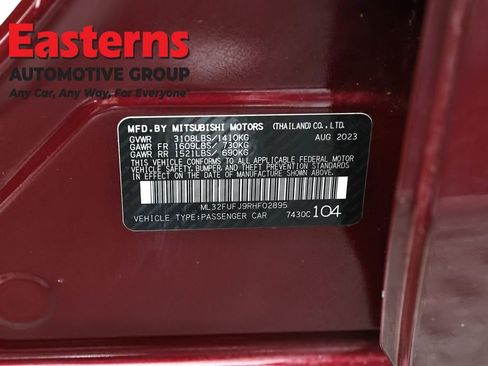 Easterns
AUTOMOTIVE GROUP
Any Car, Any Way, For Everyone
MFD.BY MITSUBISHI MOTORS (THAILAND)CO.,LTD.
GVWR 3108LBS/1410KG AUG 2023
GAWR FR 1609LBS/ 730KG
GAWR RR 1521LBS/ 690KG
THIS VEHICLE CONFORMS TO ALL APPLICABLE FEDERAL MOTOR
VEHICLE SAFETY,BUMPER,AND THEFT PREVENTION STANDARDS
IN EFFECT ON THE DATE OF MANUFACTURE SHOWN ABOVE.
ML32FUFJ9RHF02895
VEHICLE TYPE:PASSENGER CAR 7430C 104